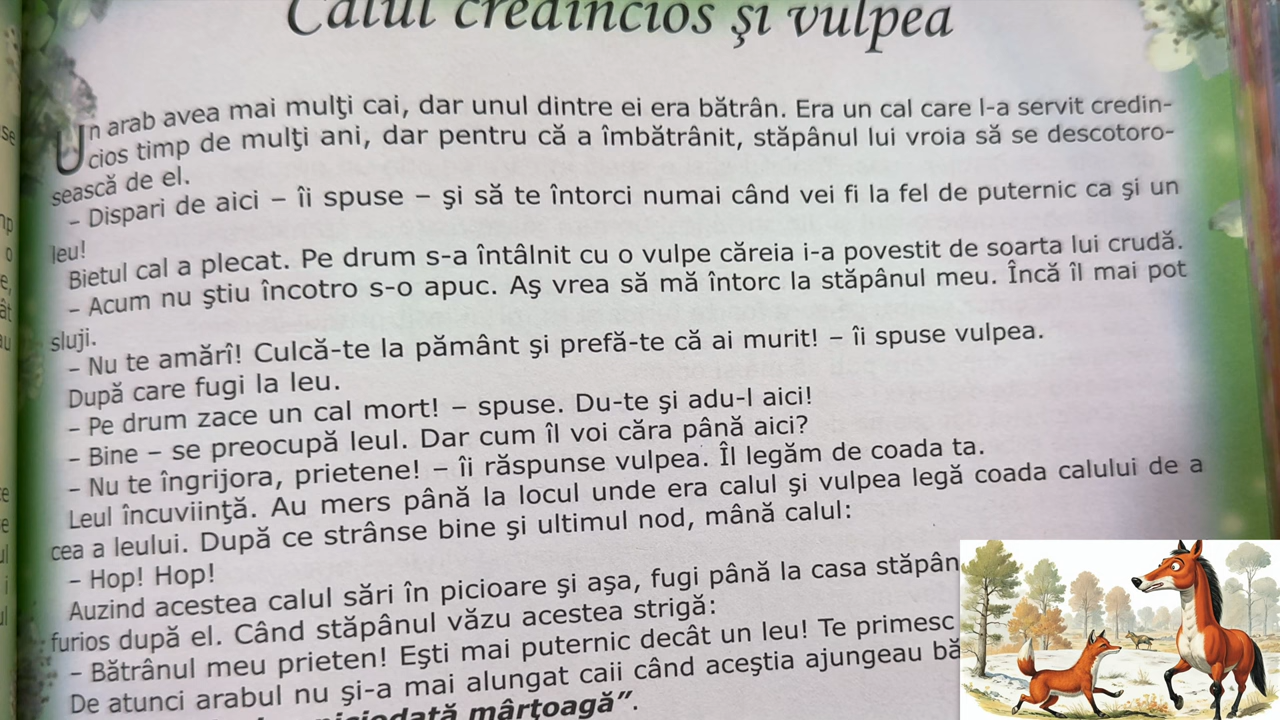 Calul credincios şi vulpea
Un arab avea mai mulţi cai, dar unul dintre ei era bătrân. Era un cal care l-a servit credin-
cios timp de mulţi ani, dar pentru că a îmbătrânit, stăpânul lui vroia să se descotoro-
sească de el.
– Dispari de aici – îi spuse – şi să te întorci numai când vei fi la fel de puternic ca şi un
leu!
Bietul cal a plecat. Pe drum s-a întâlnit cu o vulpe căreia i-a povestit de soarta lui crudă.
– Acum nu ştiu încotro s-o apuc. Aş vrea să mă întorc la stăpânul meu. Încă îl mai pot
sluji.
– Nu te amărî! Culcă-te la pământ şi prefă-te că ai murit! – îi spuse vulpea.
După care fugi la leu.
– Pe drum zace un cal mort! – spuse. Du-te şi adu-l aici!
– Bine – se preocupă leul. Dar cum îl voi căra până aici?
– Nu te îngrijora, prietene! – îi răspunse vulpea. Îl legăm de coada ta.
Leul încuviinţă. Au mers până la locul unde era calul şi vulpea legă coada calului de a
cea a leului. După ce strânse bine şi ultimul nod, mână calul:
– Hop! Hop!
Auzind acestea calul sări în picioare şi aşa, fugi până la casa stăpân
furios după el. Când stăpânul văzu acestea strigă:
– Bătrânul meu prieten! Eşti mai puternic decât un leu! Te primesc
De atunci arabul nu şi-a mai alungat caii când aceştia ajungeau bă
niciodată mârţoagă”.